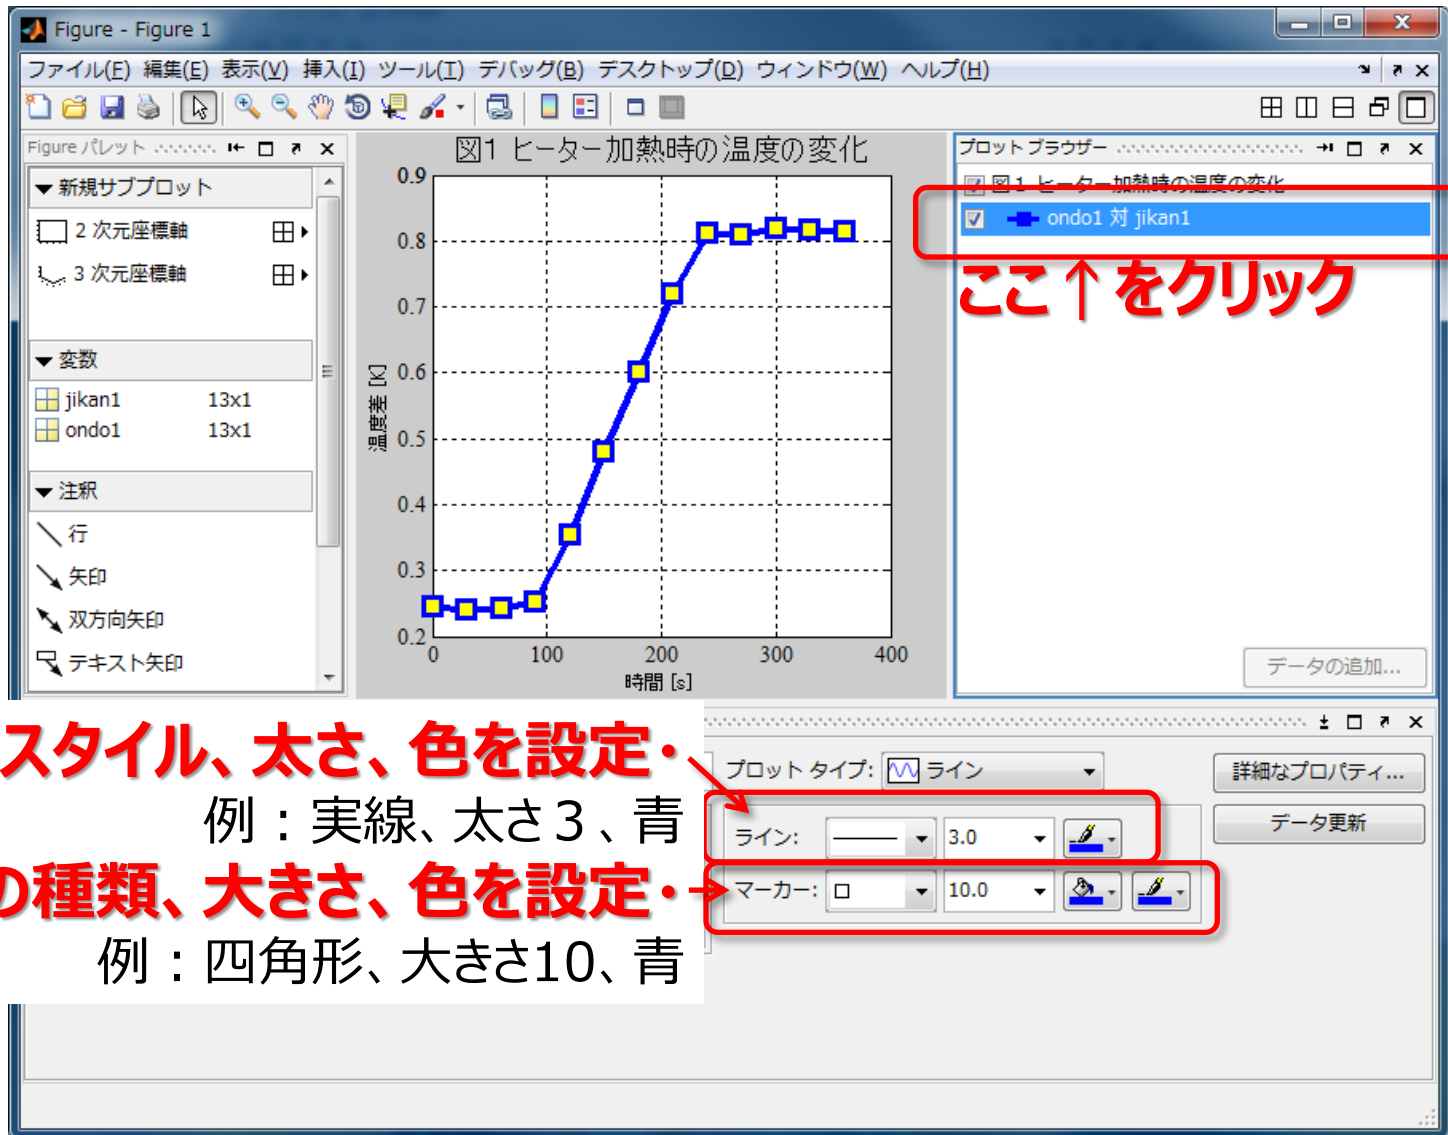 Figure - Figure 1
ファイル(F) 編集(E) 表示(V) 挿入(I) ツール(T) デバッグ(B) デスクトップ(D) ウィンドウ(W) ヘルプ(H)
Figure パレット
▼新規サブプロット
2 次元座標軸
3 次元座標軸
▼変数
jikan1 13x1
ondo1 13x1
▼注釈
行
矢印
双方向矢印
テキスト矢印
図1 ヒーター加熱時の温度の変化
0.9
0.8
0.7
0.6
0.5
0.4
0.3
0.2
温度差 [K]
0 100 200 300 400
時間 [s]
プロット ブラウザー
図1 ヒーター加熱時の温度の変化
ondo1 対 jikan1
ここ↑をクリック
データの追加...
スタイル、太さ、色を設定・
例：実線、太さ３、青
の種類、大きさ、色を設定・
例：四角形、大きさ10、青
プロット タイプ: ライン
ライン: 3.0
マーカー: 10.0
詳細なプロパティ...
データ更新